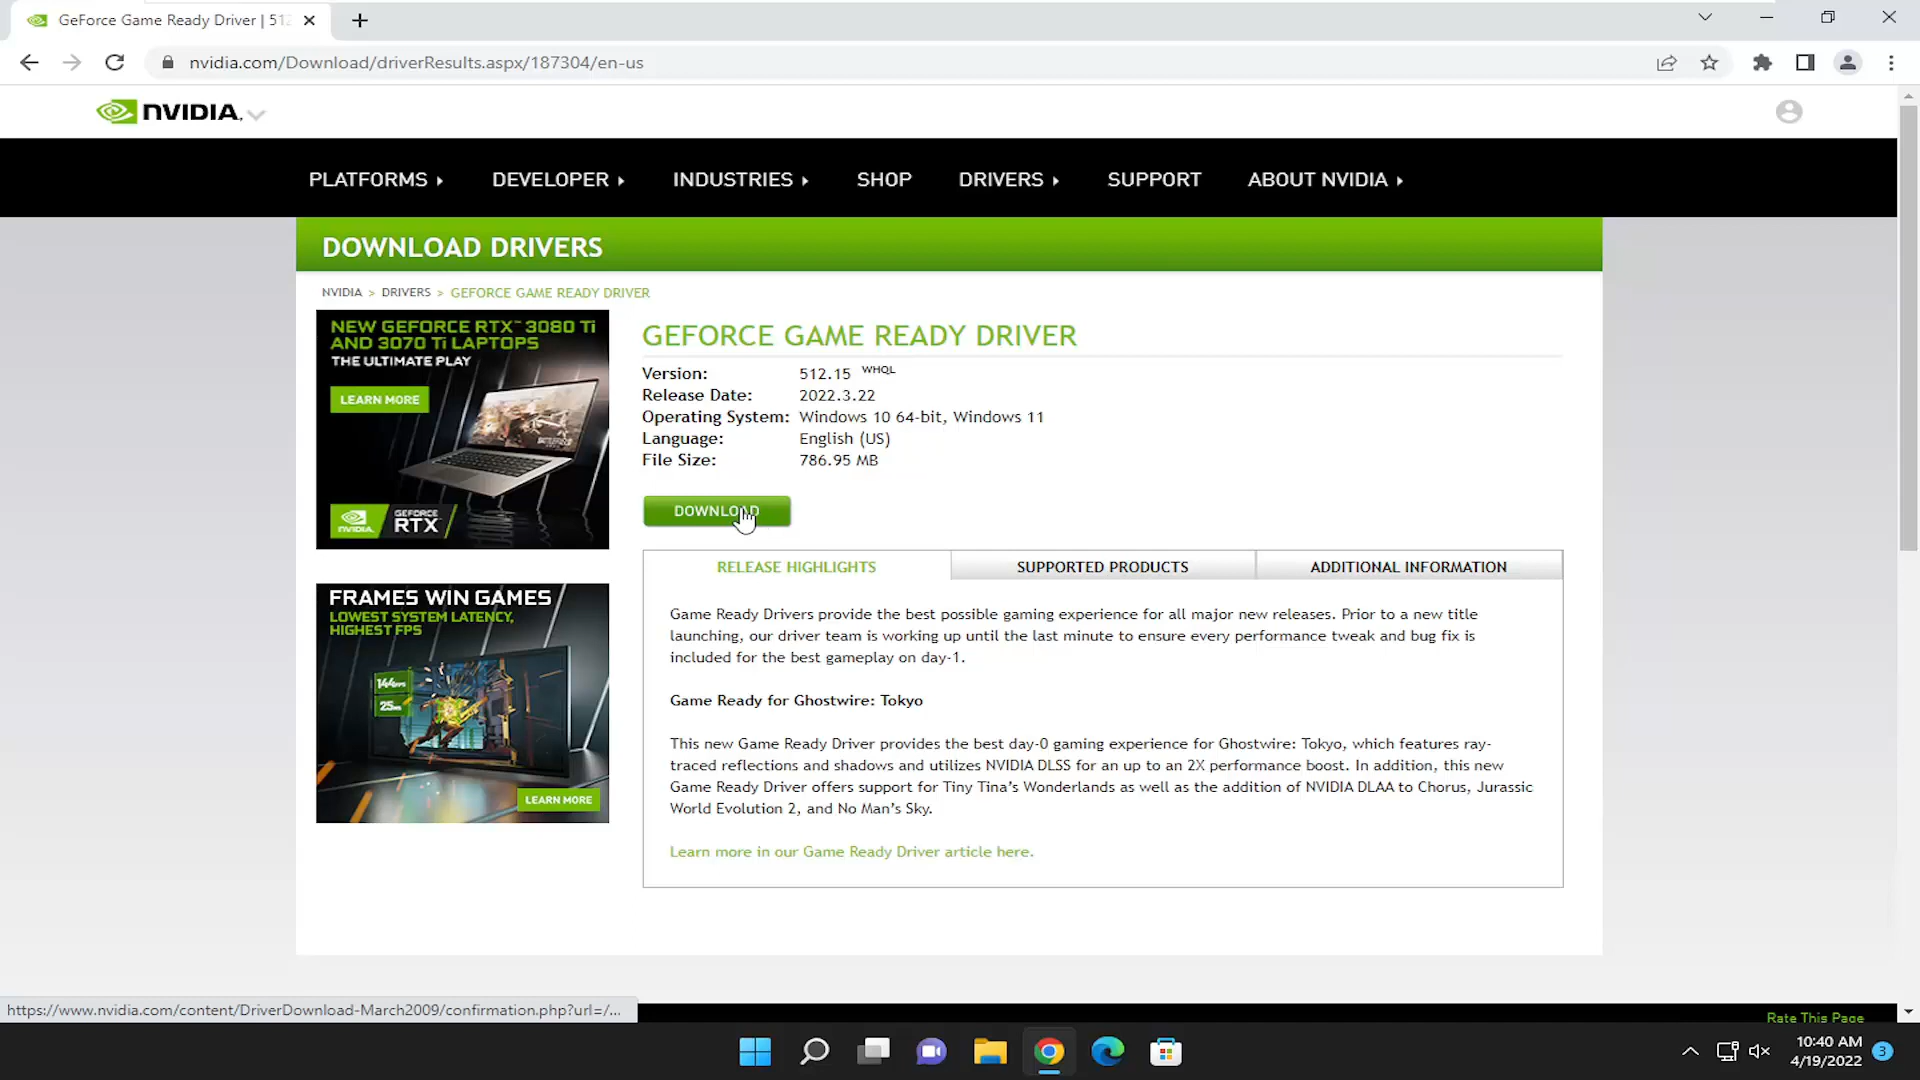 GeForce Game Ready Driver | 512
nvidia.com/Download/driverResults.aspx/187304/en-us
NVIDIA.
PLATFORMS DEVELOPER INDUSTRIES SHOP DRIVERS SUPPORT ABOUT NVIDIA
DOWNLOAD DRIVERS
NVIDIA > DRIVERS > GEFORCE GAME READY DRIVER
NEW GEFORCE RTX™ 3080 Ti
AND 3070 Ti LAPTOPS
THE ULTIMATE PLAY
LEARN MORE
NVIDIA.
GEFORCE
RTX™
FRAMES WIN GAMES
LOWEST SYSTEM LATENCY,
HIGHEST FPS
144FPS
25ms
LEARN MORE
GEFORCE GAME READY DRIVER
Version: 512.15 WHQL
Release Date: 2022.3.22
Operating System: Windows 10 64-bit, Windows 11
Language: English (US)
File Size: 786.95 MB
DOWNLOAD
RELEASE HIGHLIGHTS SUPPORTED PRODUCTS ADDITIONAL INFORMATION
Game Ready Drivers provide the best possible gaming experience for all major new releases. Prior to a new title
launching, our driver team is working up until the last minute to ensure every performance tweak and bug fix is
included for the best gameplay on day-1.
Game Ready for Ghostwire: Tokyo
This new Game Ready Driver provides the best day-0 gaming experience for Ghostwire: Tokyo, which features ray-
traced reflections and shadows and utilizes NVIDIA DLSS for an up to an 2X performance boost. In addition, this new
Game Ready Driver offers support for Tiny Tina's Wonderlands as well as the addition of NVIDIA DLAA to Chorus, Jurassic
World Evolution 2, and No Man's Sky.
Learn more in our Game Ready Driver article here.
https://www.nvidia.com/content/DriverDownload-March2009/confirmation.php?url=/...
Rate This Page
10:40 AM
4/19/2022
3